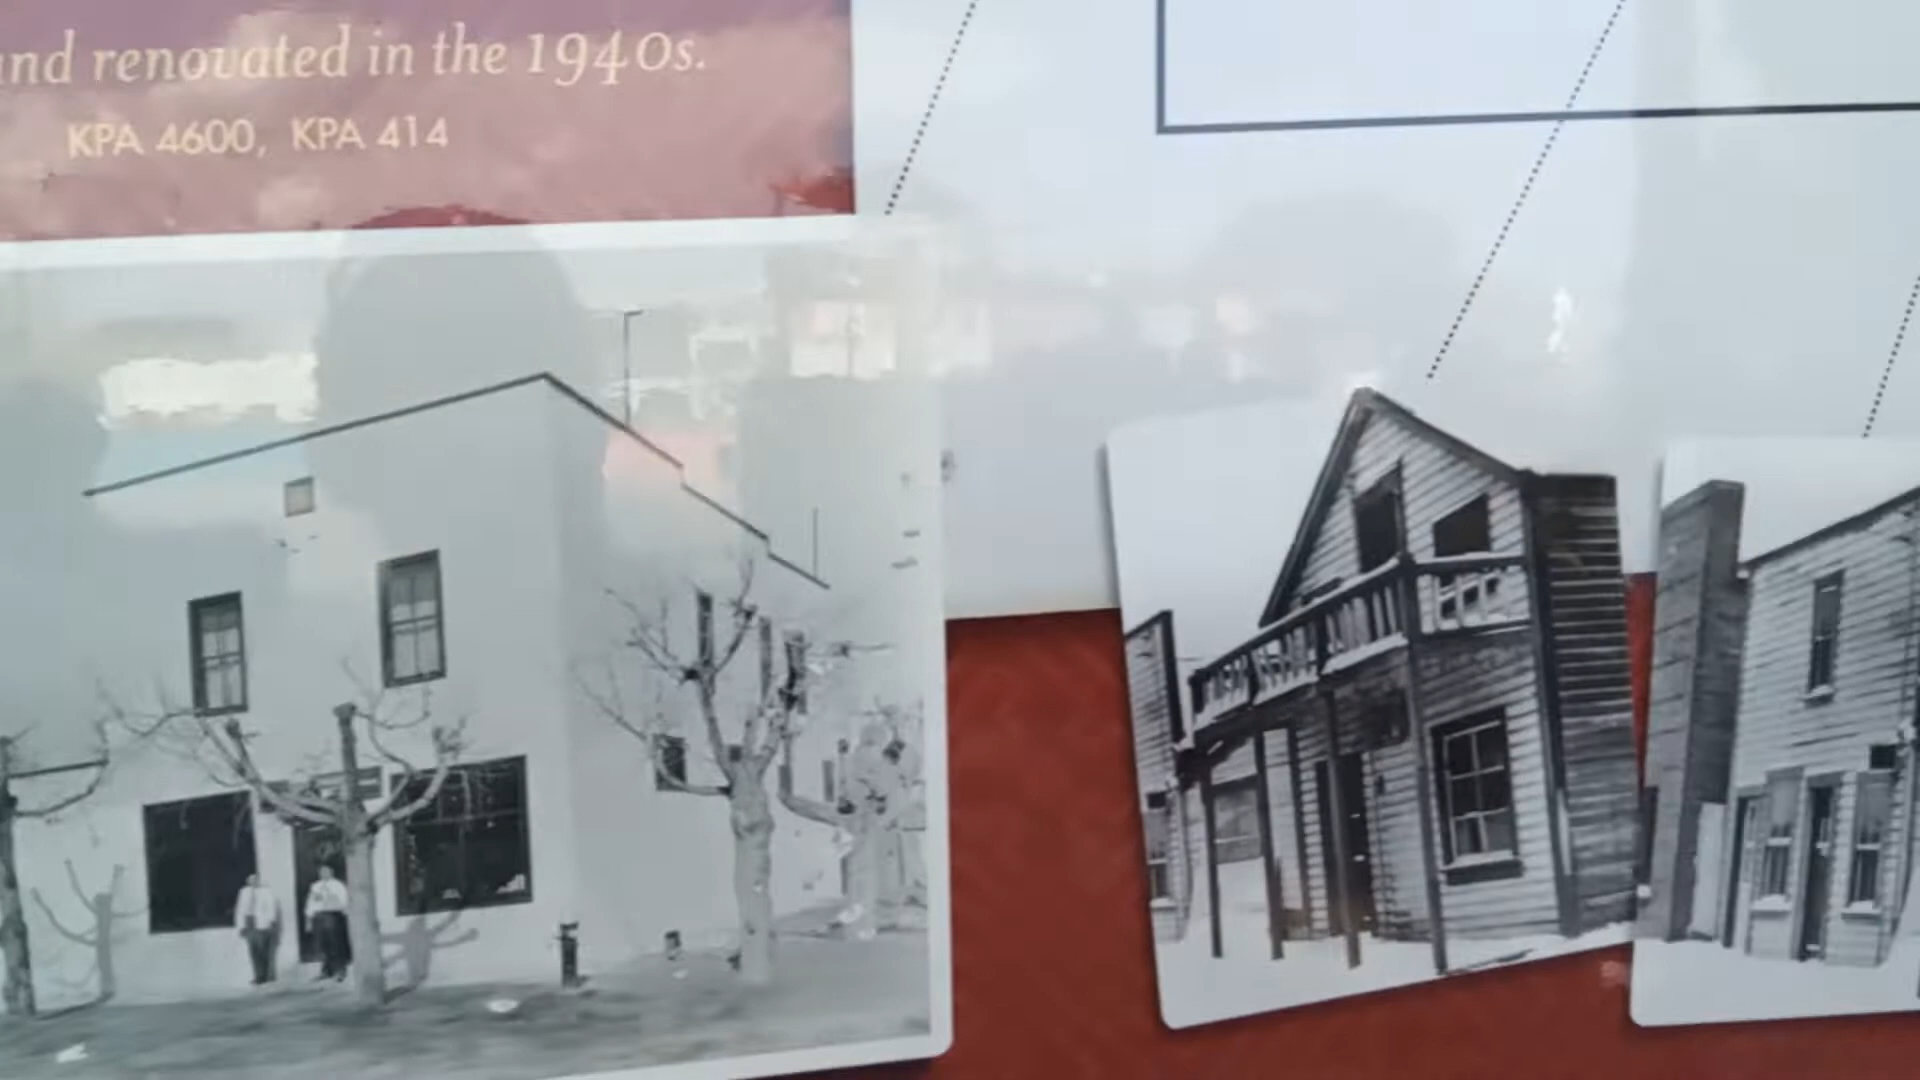 and renovated in the 1940s.
KPA 4600, KPA 414